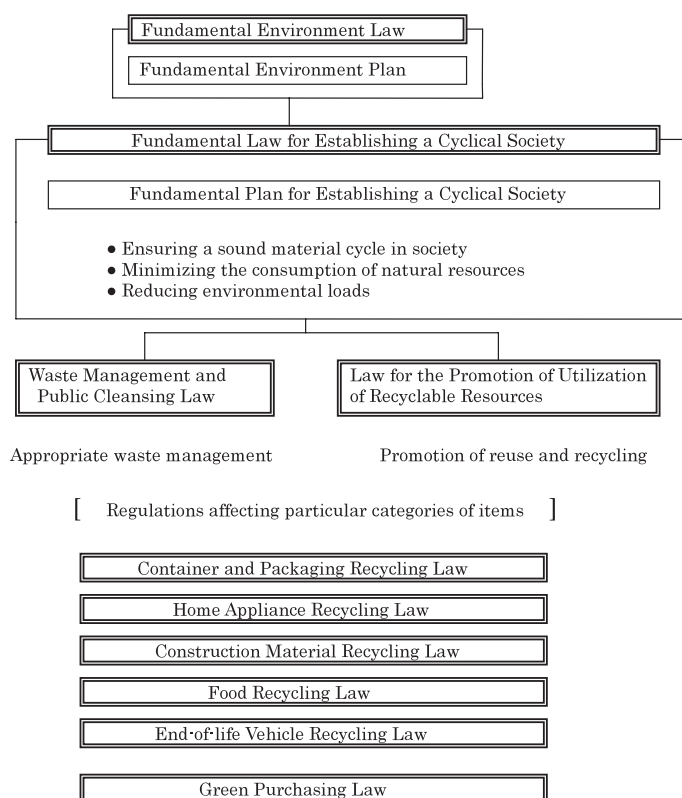 Fundamental Environment Law
Fundamental Environment Plan
Fundamental Law for Establishing a Cyclical Society
Fundamental Plan for Establishing a Cyclical Society
● Ensuring a sound material cycle in society
● Minimizing the consumption of natural resources
● Reducing environmental loads
Waste Management and
Public Cleansing Law
Law for the Promotion of Utilization
of Recyclable Resources
Appropriate waste management
Promotion of reuse and recycling
[ Regulations affecting particular categories of items ]
Container and Packaging Recycling Law
Home Appliance Recycling Law
Construction Material Recycling Law
Food Recycling Law
End-of-life Vehicle Recycling Law
Green Purchasing Law